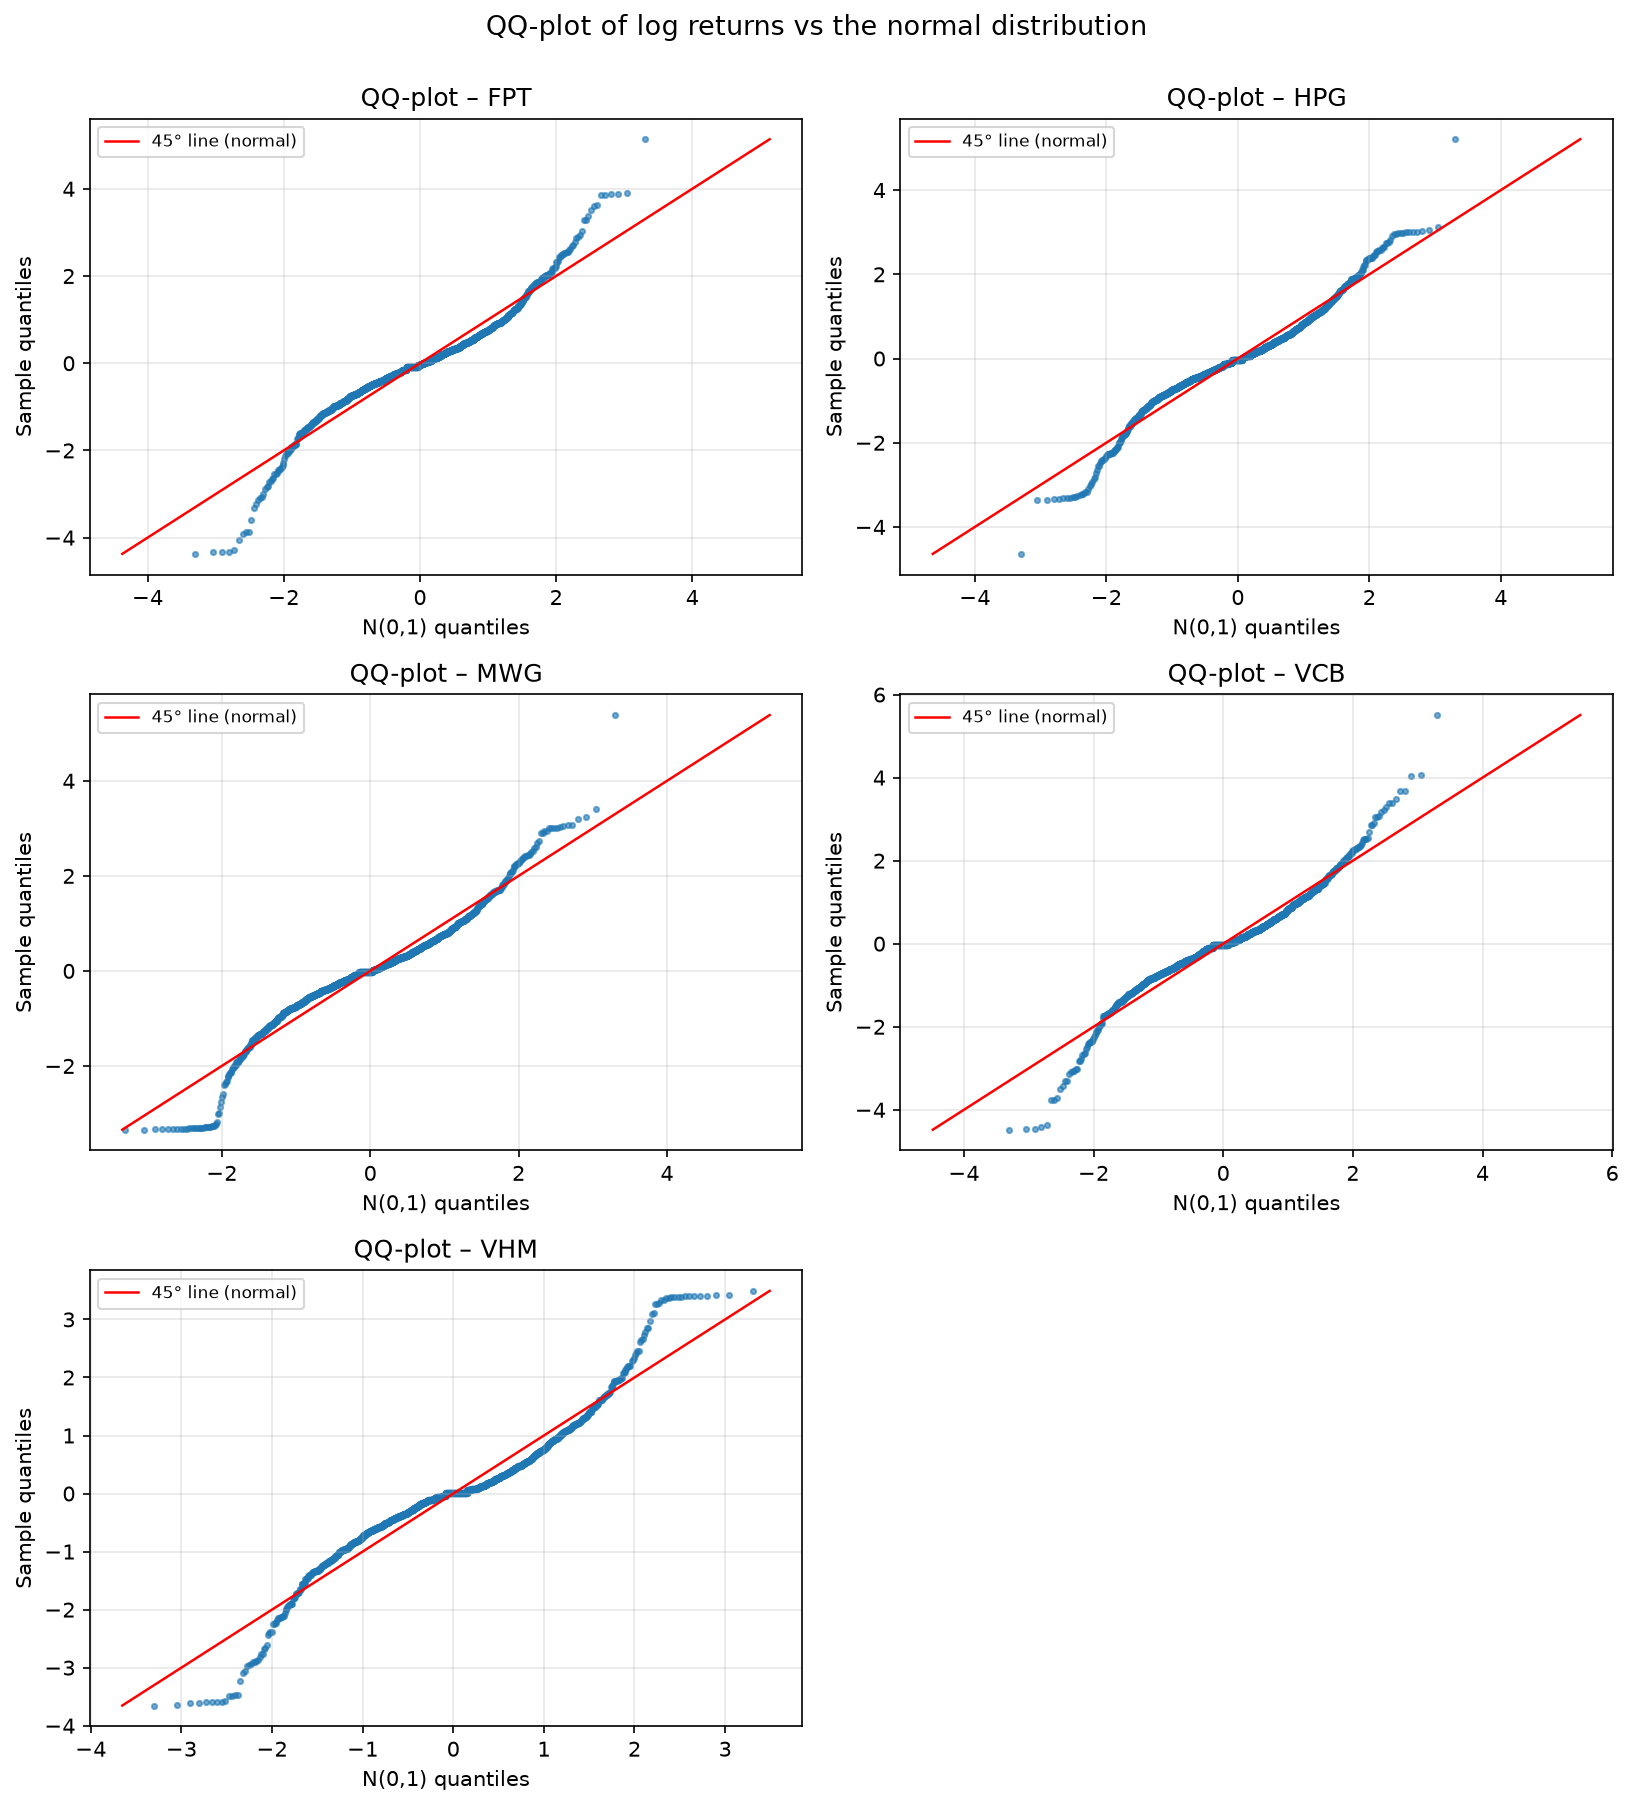 QQ-plot of log returns vs the normal distribution
QQ-plot – FPT
45° line (normal)
Sample quantiles
4
2
0
−2
−4
−4 −2 0 2 4
N(0,1) quantiles
QQ-plot – HPG
45° line (normal)
Sample quantiles
4
2
0
−2
−4
−4 −2 0 2 4
N(0,1) quantiles
QQ-plot – MWG
45° line (normal)
Sample quantiles
4
2
0
−2
−2 0 2 4
N(0,1) quantiles
QQ-plot – VCB
45° line (normal)
Sample quantiles
6
4
2
0
−2
−4
−4 −2 0 2 4 6
N(0,1) quantiles
QQ-plot – VHM
45° line (normal)
Sample quantiles
3
2
1
0
−1
−2
−3
−4
−4 −3 −2 −1 0 1 2 3
N(0,1) quantiles